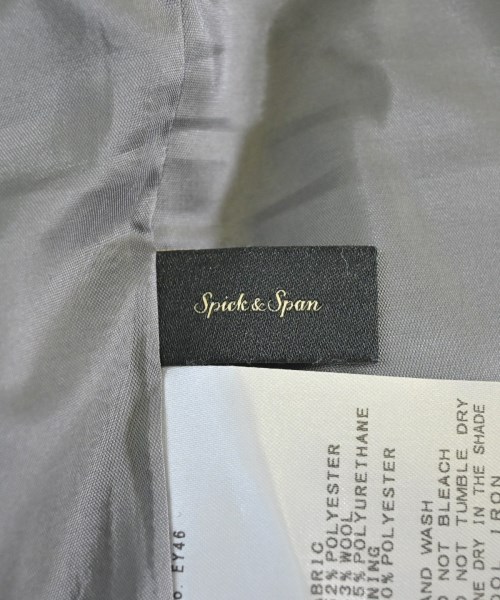 Spick & Span
O. EY46
BRIC
2% POLYESTER
3% WOOL
5% POLYURETHANE
NING
0% POLYESTER
AND WASH
O NOT BLEACH
O NOT TUMBLE DRY
NE DRY IN THE SHADE
OOL IRON